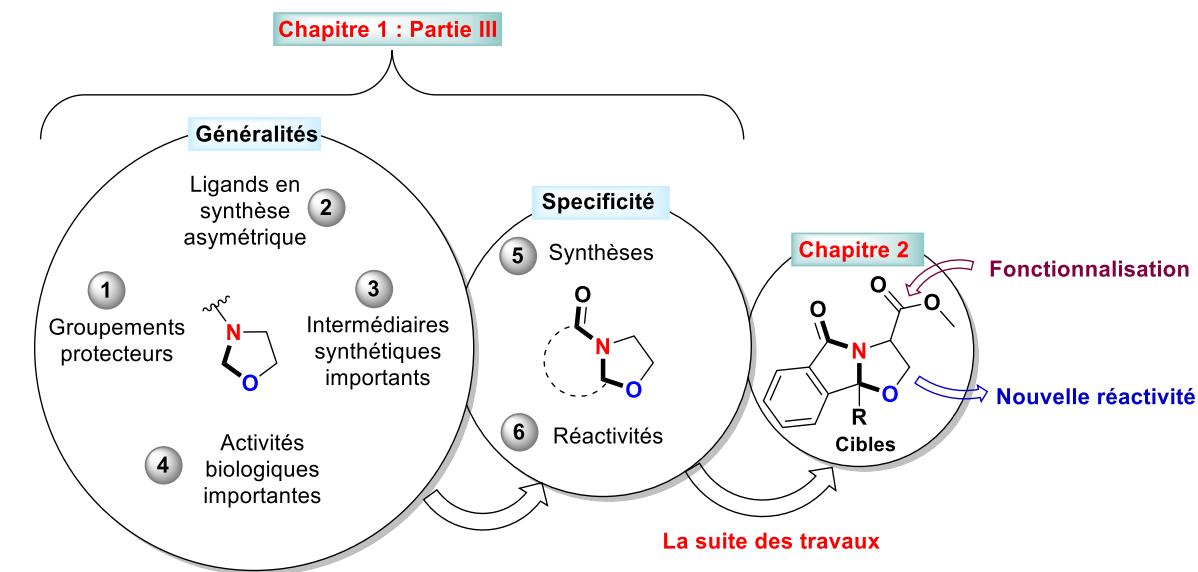 Chapitre 1 : Partie III
Généralités
Ligands en
synthèse
asymétrique
2
1
Groupements
protecteurs
N
O
3
Intermédiaires
synthétiques
importants
4
Activités
biologiques
importantes
Specificité
5
Synthèses
O
N
O
6
Réactivités
Chapitre 2
O
O
O
N
O
R
Cibles
Fonctionnalisation
Nouvelle réactivité
La suite des travaux